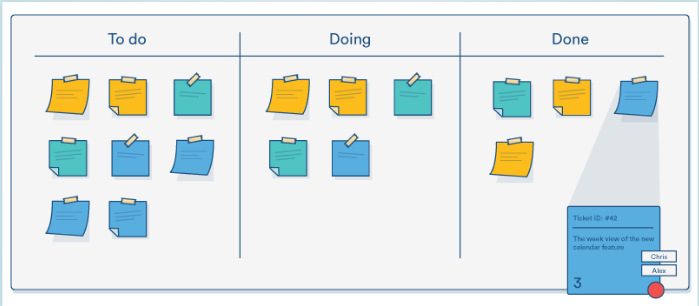 To do
Doing
Done
Ticket ID: #42
The week view of the new
calendar feature
Chris
Alex
3